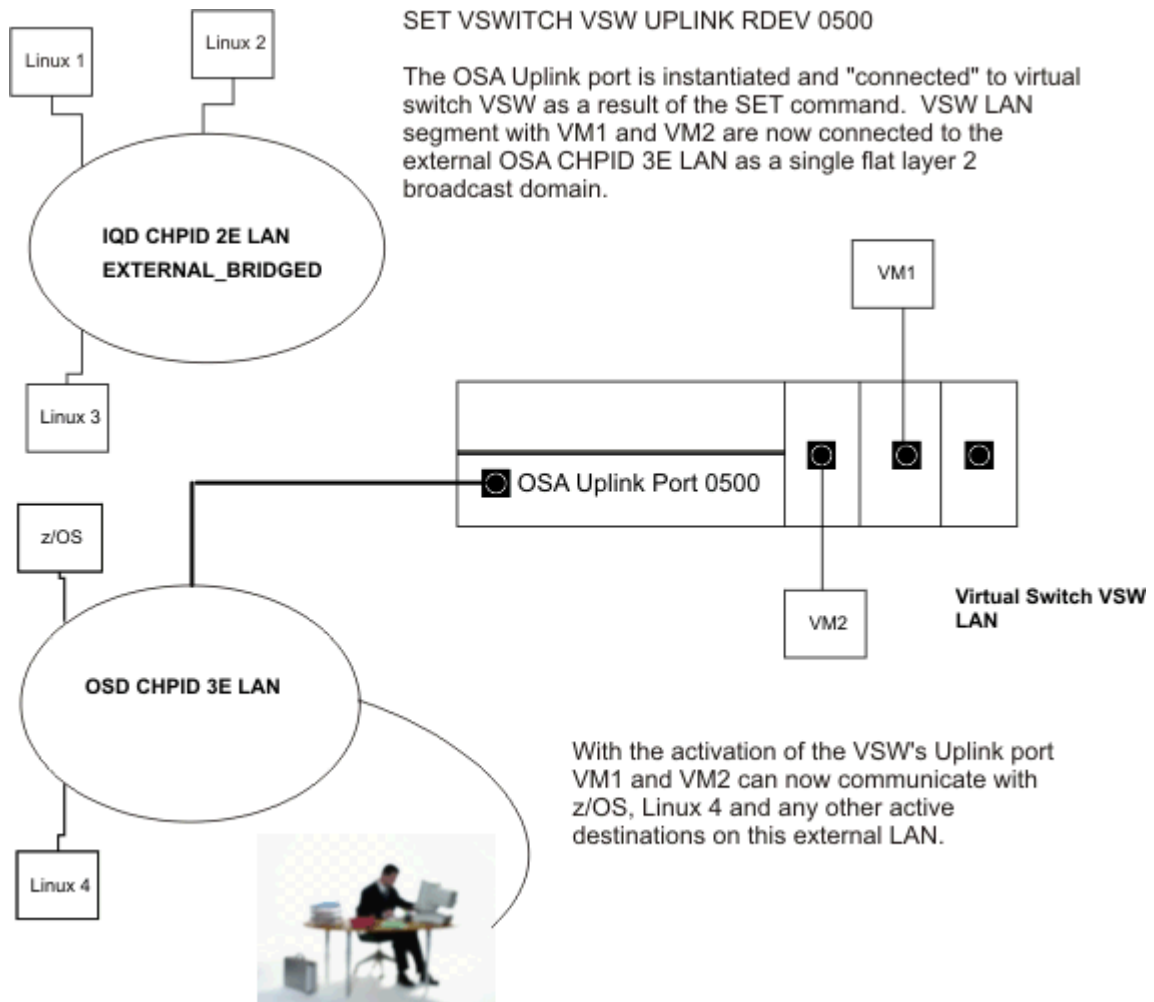 SET VSWITCH VSW UPLINK RDEV 0500
The OSA Uplink port is instantiated and "connected" to virtual
switch VSW as a result of the SET command.  VSW LAN
segment with VM1 and VM2 are now connected to the
external OSA CHPID 3E LAN as a single flat layer 2
broadcast domain.
Linux 1
Linux 2
IQD CHPID 2E LAN
EXTERNAL_BRIDGED
Linux 3
VM1
OSA Uplink Port 0500
VM2
Virtual Switch VSW
LAN
z/OS
OSD CHPID 3E LAN
Linux 4
With the activation of the VSW's Uplink port
VM1 and VM2 can now communicate with
z/OS, Linux 4 and any other active
destinations on this external LAN.